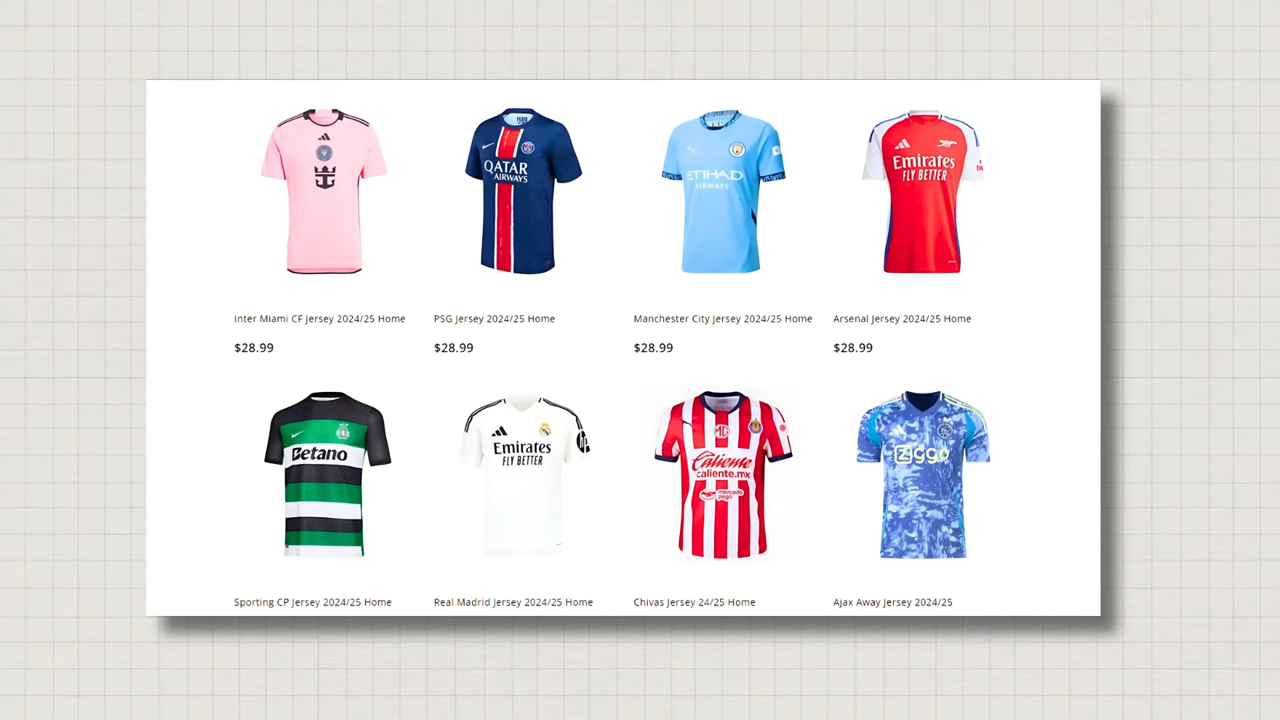 QATAR
AIRWAYS
ETIHAD
AIRWAYS
Emirates
FLY BETTER
Inter Miami CF Jersey 2024/25 Home
PSG Jersey 2024/25 Home
Manchester City Jersey 2024/25 Home
Arsenal Jersey 2024/25 Home
$28.99
$28.99
$28.99
$28.99
Betano
Emirates
FLY BETTER
Caliente
caliente.mx
mercado
pago
Ziggo
Sporting CP Jersey 2024/25 Home
Real Madrid Jersey 2024/25 Home
Chivas Jersey 24/25 Home
Ajax Away Jersey 2024/25